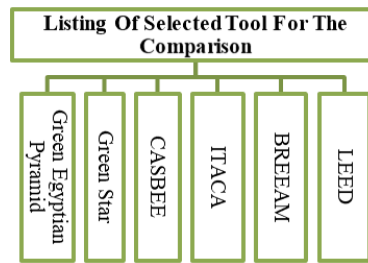 Listing Of Selected Tool For The
Comparison
Green Egyptian
Pyramid
Green Star
CASBEE
ITACA
BREEAM
LEED